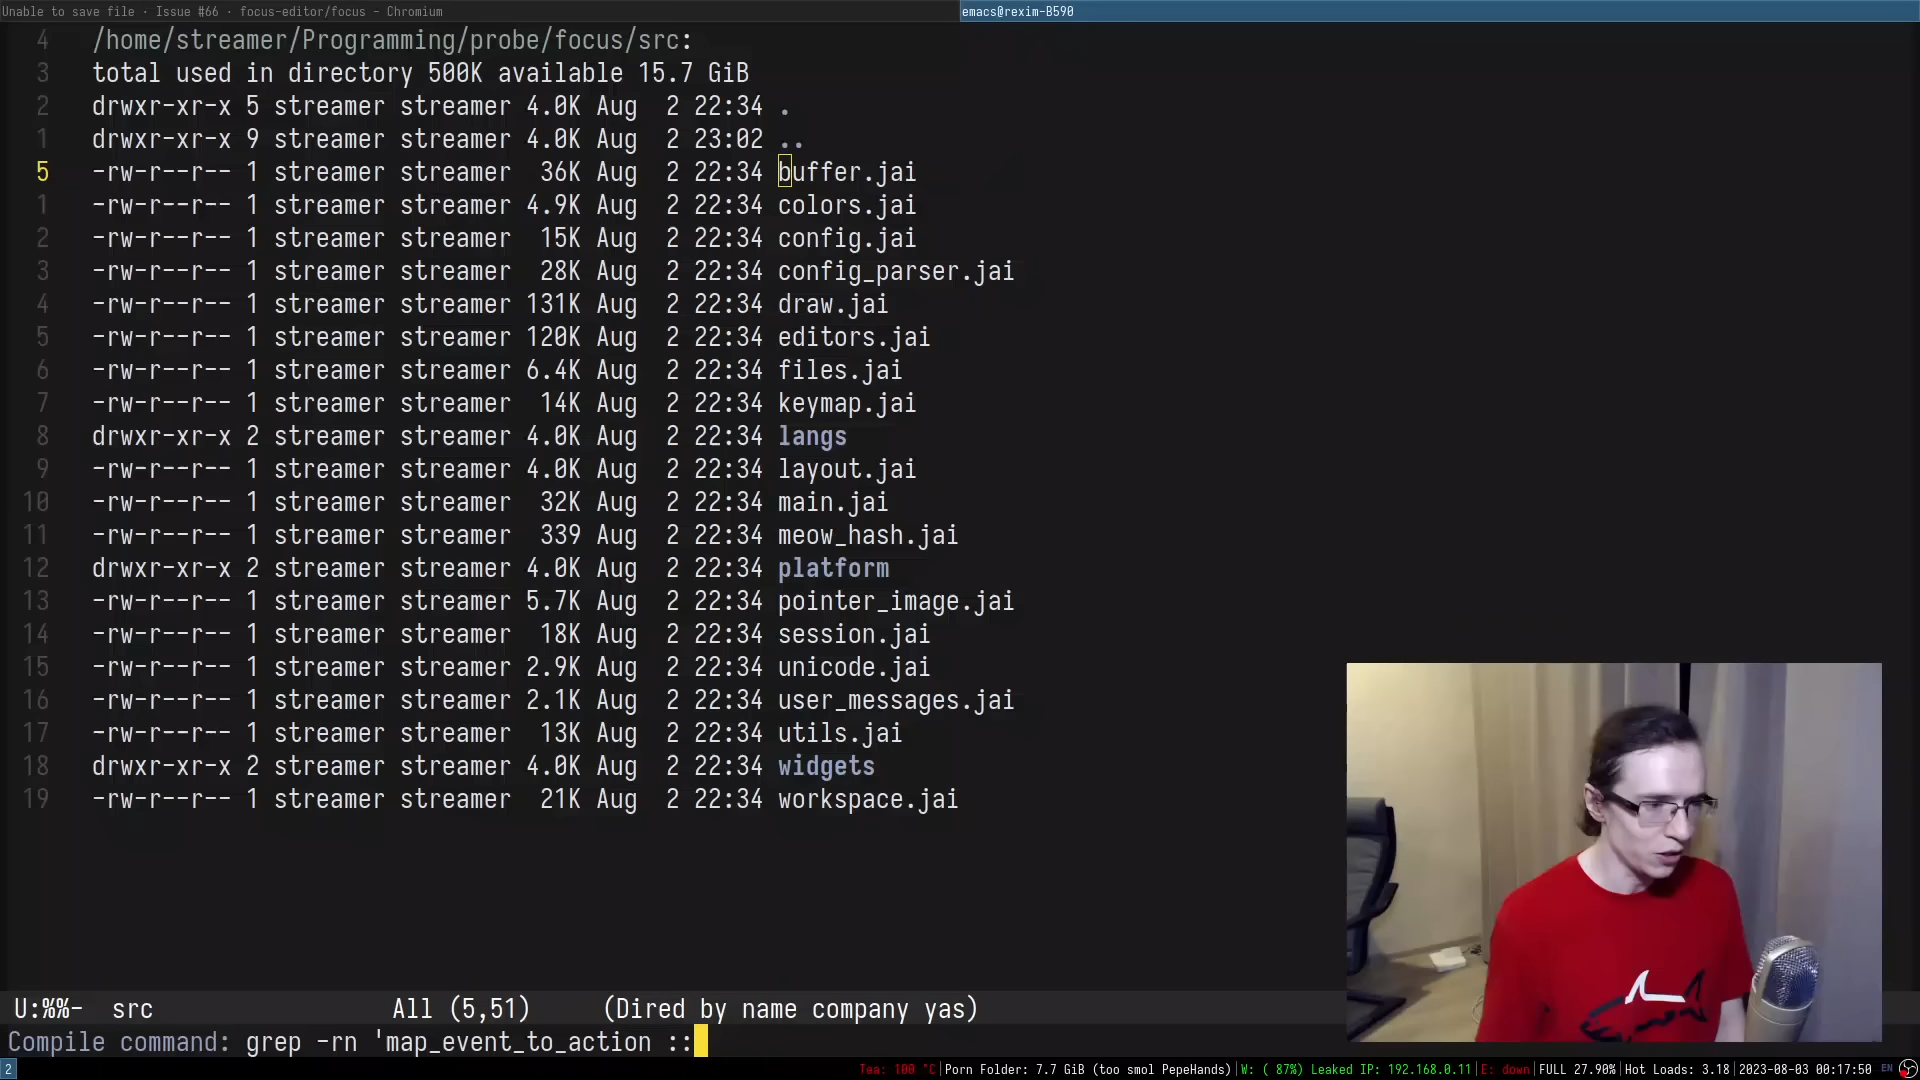 Unable to save file · Issue #66 · focus-editor/focus - Chromium
emacs@rexim-B590
4 /home/streamer/Programming/probe/focus/src:
3 total used in directory 500K available 15.7 GiB
2 drwxr-xr-x 5 streamer streamer 4.0K Aug 2 22:34 .
1 drwxr-xr-x 9 streamer streamer 4.0K Aug 2 23:02 ..
5 -rw-r--r-- 1 streamer streamer 36K Aug 2 22:34 buffer.jai
1 -rw-r--r-- 1 streamer streamer 4.9K Aug 2 22:34 colors.jai
2 -rw-r--r-- 1 streamer streamer 15K Aug 2 22:34 config.jai
3 -rw-r--r-- 1 streamer streamer 28K Aug 2 22:34 config_parser.jai
4 -rw-r--r-- 1 streamer streamer 131K Aug 2 22:34 draw.jai
5 -rw-r--r-- 1 streamer streamer 120K Aug 2 22:34 editors.jai
6 -rw-r--r-- 1 streamer streamer 6.4K Aug 2 22:34 files.jai
7 -rw-r--r-- 1 streamer streamer 14K Aug 2 22:34 keymap.jai
8 drwxr-xr-x 2 streamer streamer 4.0K Aug 2 22:34 langs
9 -rw-r--r-- 1 streamer streamer 4.0K Aug 2 22:34 layout.jai
10 -rw-r--r-- 1 streamer streamer 32K Aug 2 22:34 main.jai
11 -rw-r--r-- 1 streamer streamer 339 Aug 2 22:34 meow_hash.jai
12 drwxr-xr-x 2 streamer streamer 4.0K Aug 2 22:34 platform
13 -rw-r--r-- 1 streamer streamer 5.7K Aug 2 22:34 pointer_image.jai
14 -rw-r--r-- 1 streamer streamer 18K Aug 2 22:34 session.jai
15 -rw-r--r-- 1 streamer streamer 2.9K Aug 2 22:34 unicode.jai
16 -rw-r--r-- 1 streamer streamer 2.1K Aug 2 22:34 user_messages.jai
17 -rw-r--r-- 1 streamer streamer 13K Aug 2 22:34 utils.jai
18 drwxr-xr-x 2 streamer streamer 4.0K Aug 2 22:34 widgets
19 -rw-r--r-- 1 streamer streamer 21K Aug 2 22:34 workspace.jai
U:%%- src All (5,51) (Dired by name company yas)
Compile command: grep -rn 'map_event_to_action ::
2 Tea: 100 °C|Porn Folder: 7.7 GiB (too smol PepeHands)|W: ( 87%) Leaked IP: 192.168.0.11|E: down|FULL 27.90%|Hot Loads: 3.18|2023-08-03 00:17:50 EN